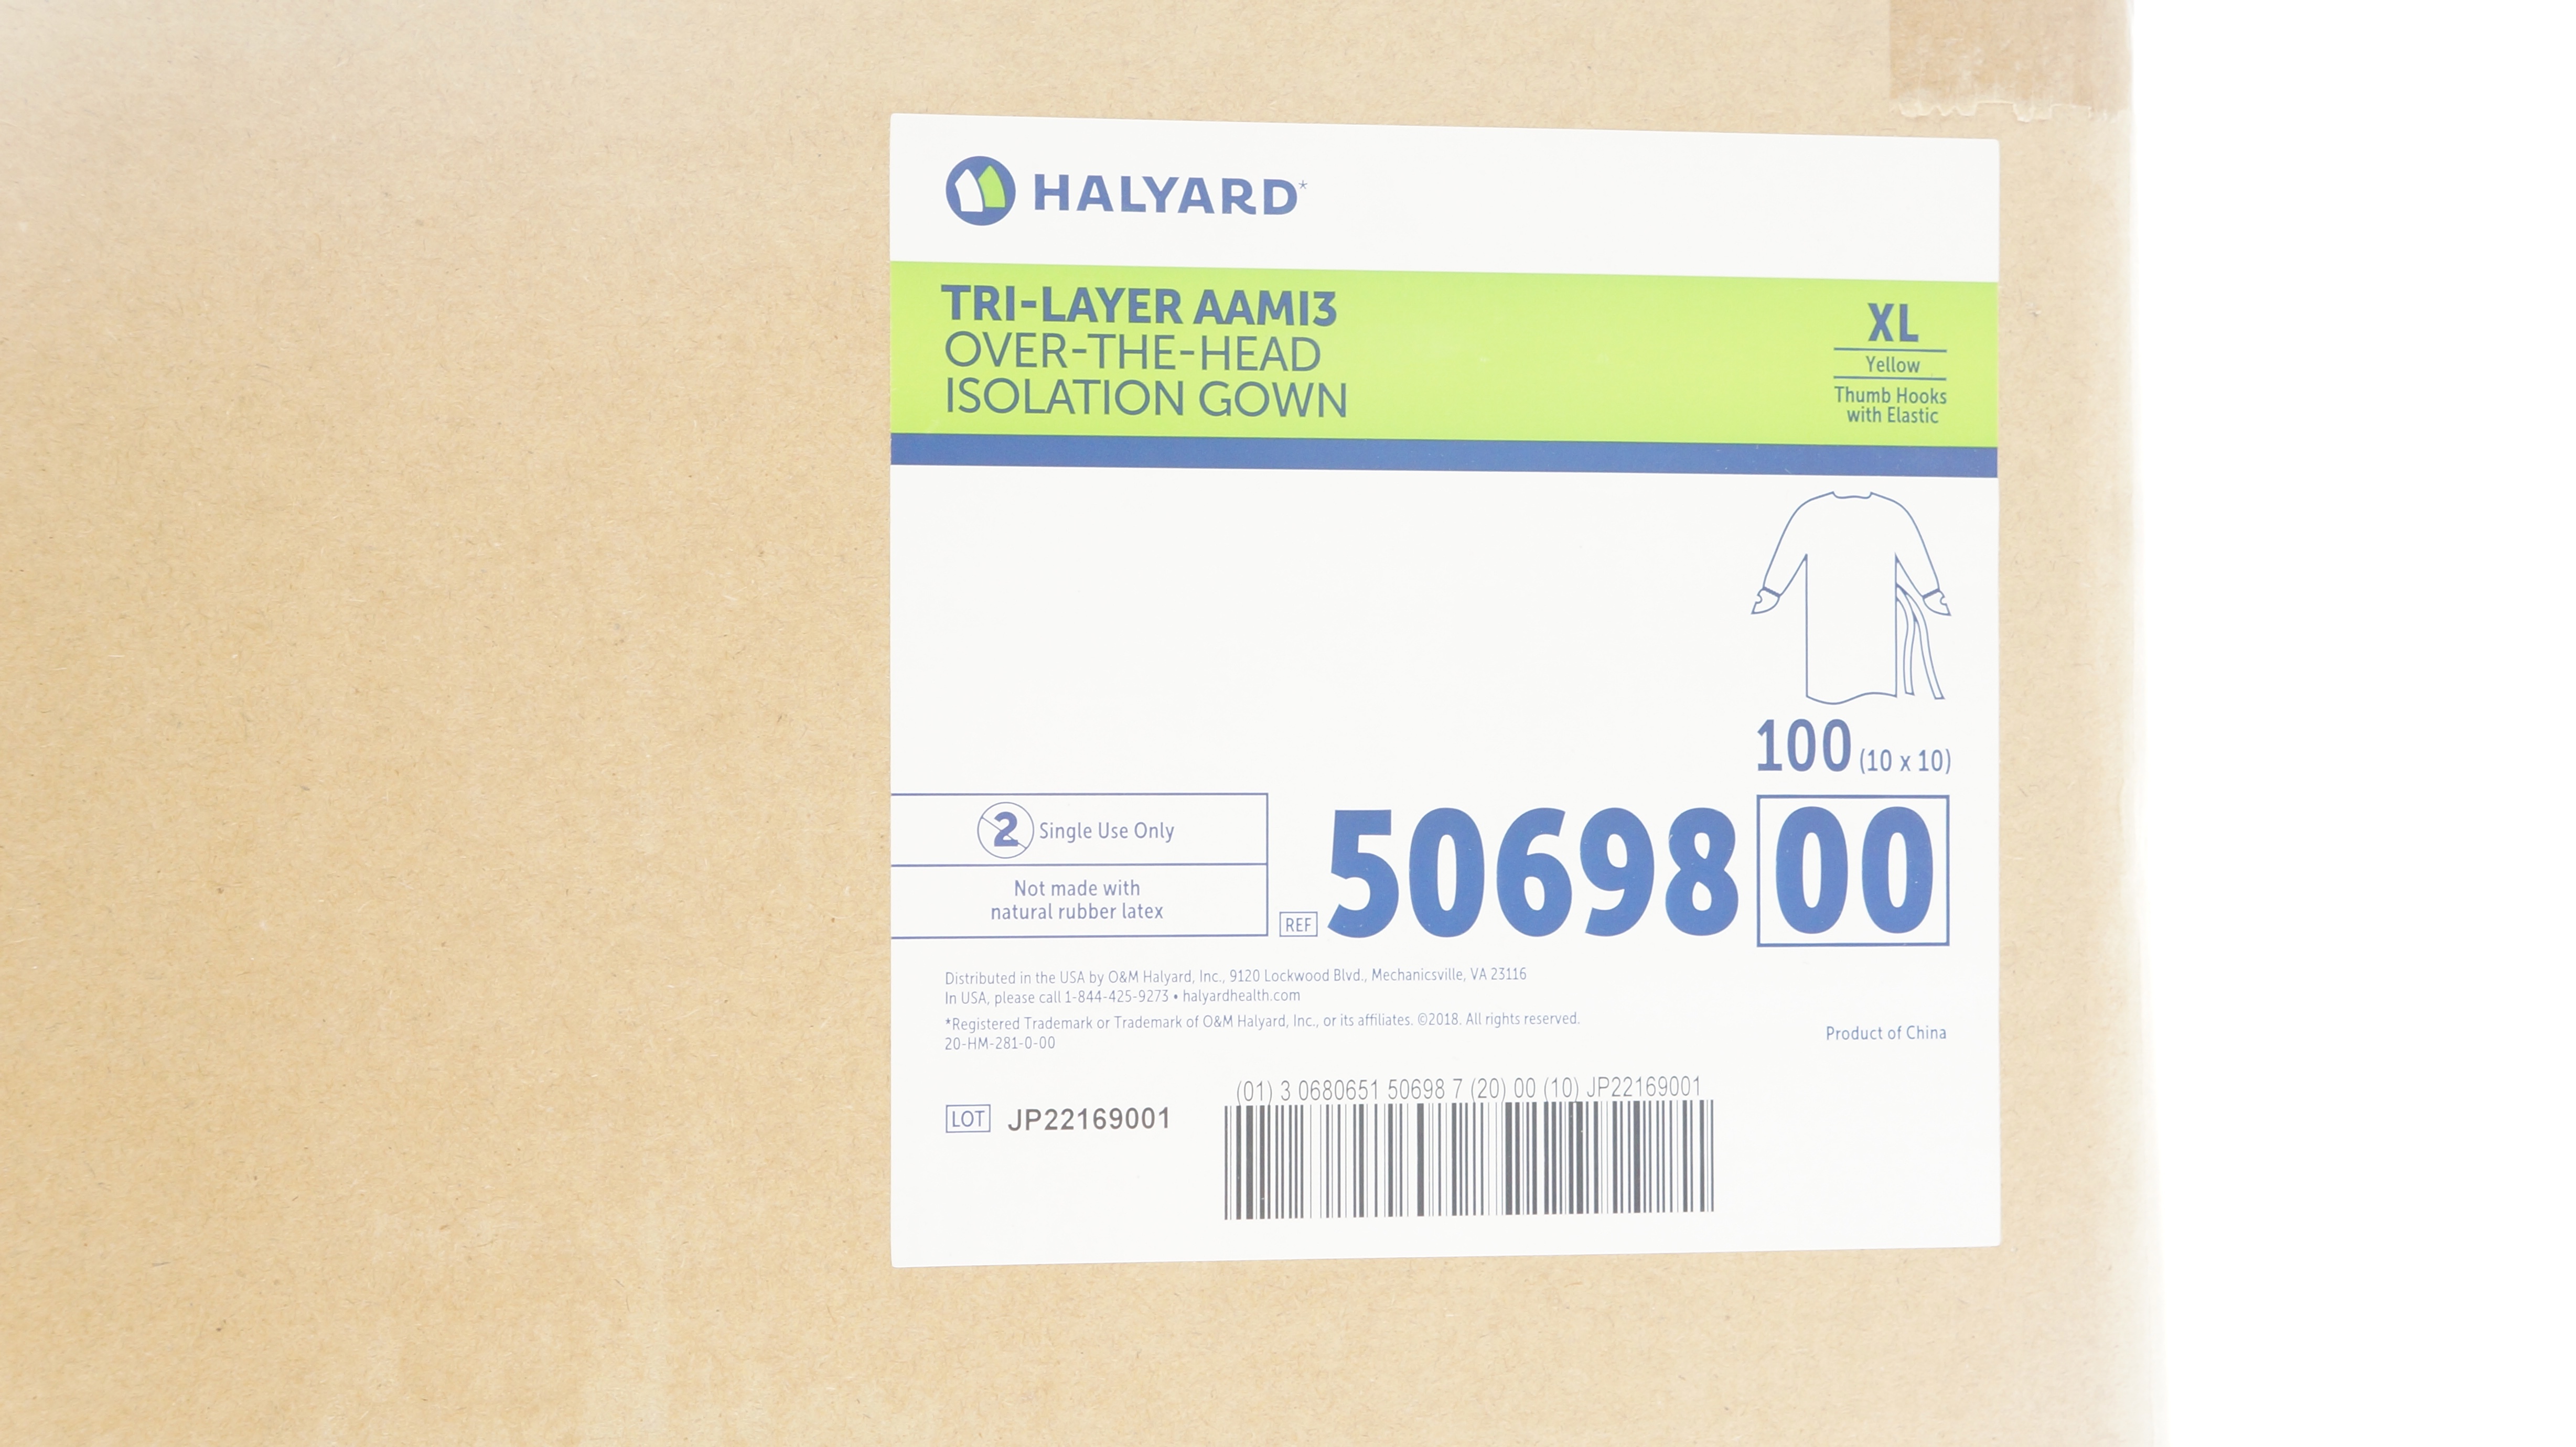 HALYARD*
TRI-LAYER AAMI3
OVER-THE-HEAD
ISOLATION GOWN
XL
Yellow
Thumb Hooks
with Elastic
100 (10 x 10)
2 Single Use Only
Not made with
natural rubber latex
REF 50698 00
Distributed in the USA by O&M Halyard, Inc., 9120 Lockwood Blvd., Mechanicsville, VA 23116
In USA, please call 1-844-425-9273 • halyardhealth.com
*Registered Trademark or Trademark of O&M Halyard, Inc., or its affiliates. ©2018. All rights reserved.
20-HM-281-0-00
Product of China
(01) 3 0680651 50698 7 (20) 00 (10) JP22169001
LOT JP22169001